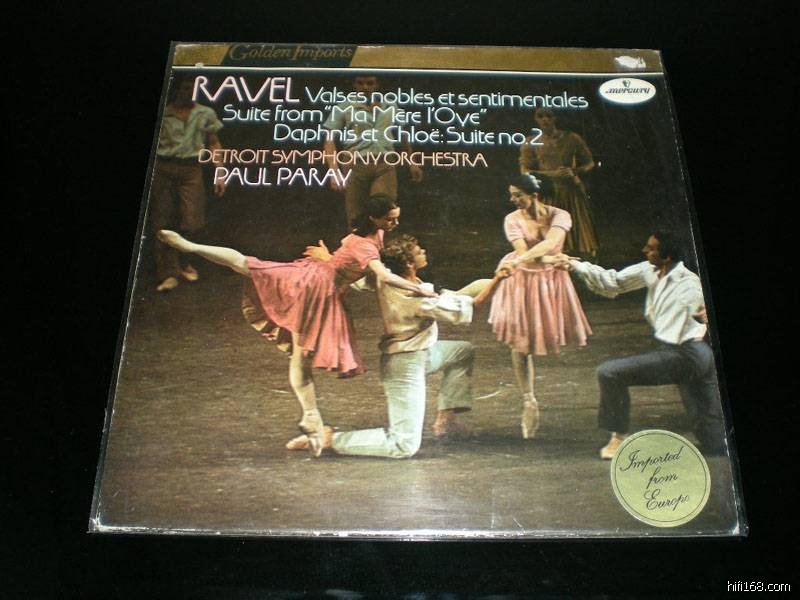 Golden Imports
mercury
RAVEL Valses nobles et sentimentales
Suite from "Ma Mère l'Oye"
Daphnis et Chloë: Suite no.2
DETROIT SYMPHONY ORCHESTRA
PAUL PARAY
Imported
from
Europe
hifi168.com